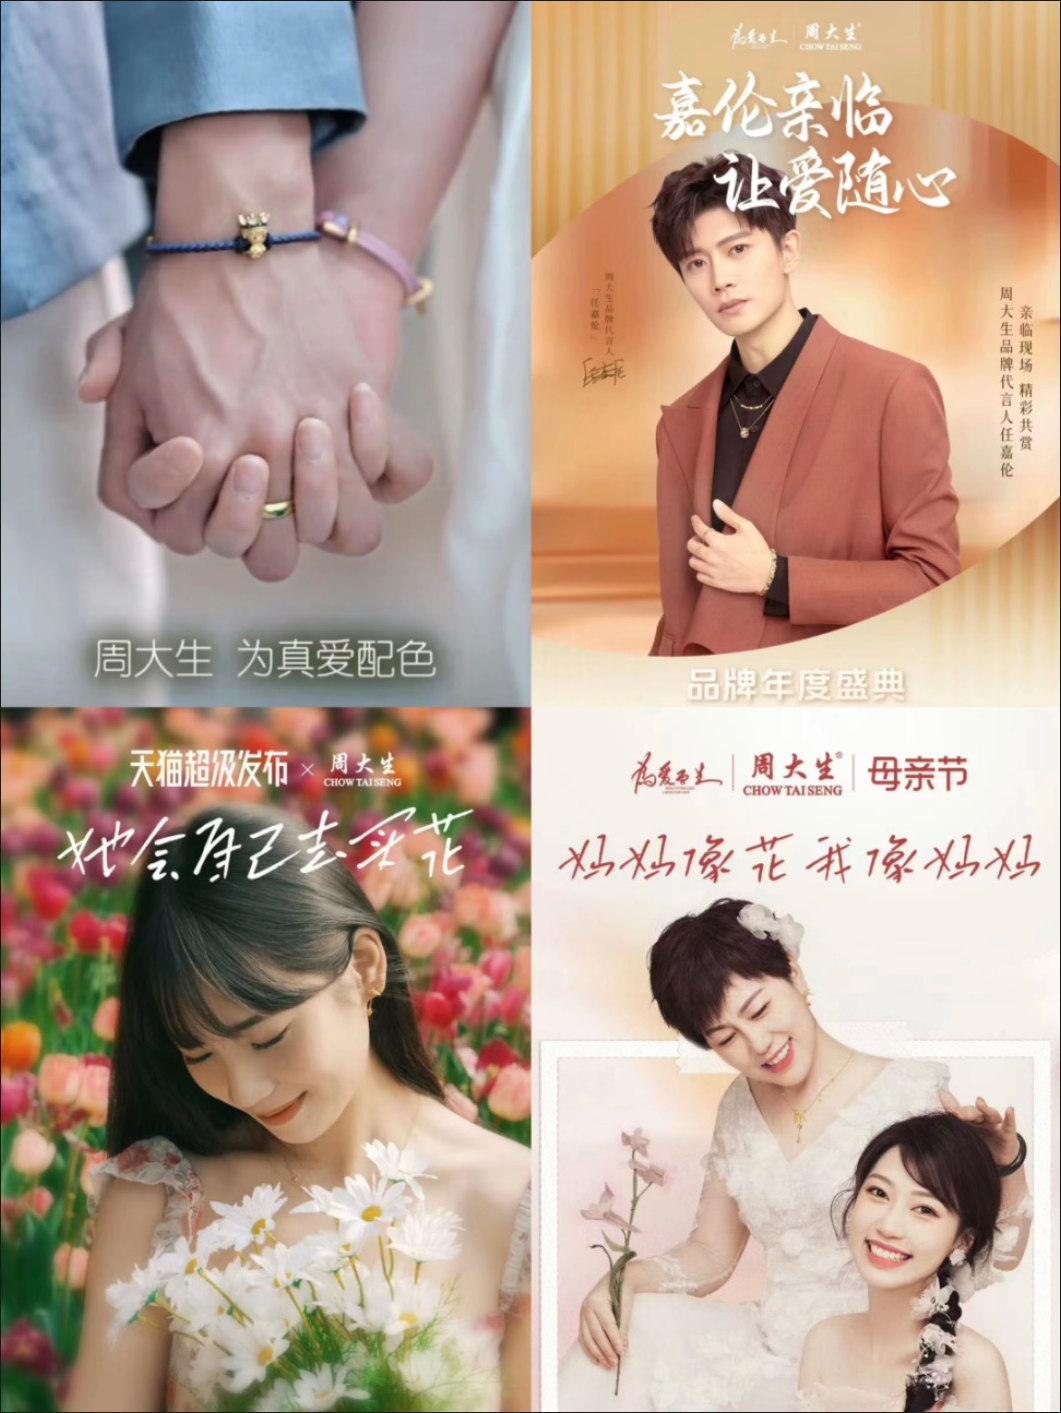 周大生 为真爱配色
为爱而生 周大生®
CHOW TAI SENG
嘉伦亲临
让爱随心
周大生品牌代言人
「任嘉伦」
亲临现场 精彩共赏
周大生品牌代言人任嘉伦
品牌年度盛典
天猫超级发布 × 周大生
CHOW TAI SENG
她会自己去买花
为爱而生 周大生® 母亲节
CHOW TAI SENG
妈妈像花 我像妈妈